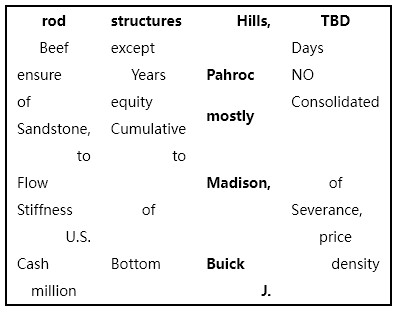 rod structures Hills, TBD
Beef except Days
ensure Years Pahroc NO
of equity mostly Consolidated
Sandstone, Cumulative
to to
Flow Madison, of
Stiffness of Severance,
U.S. price
Cash Bottom Buick density
million J.